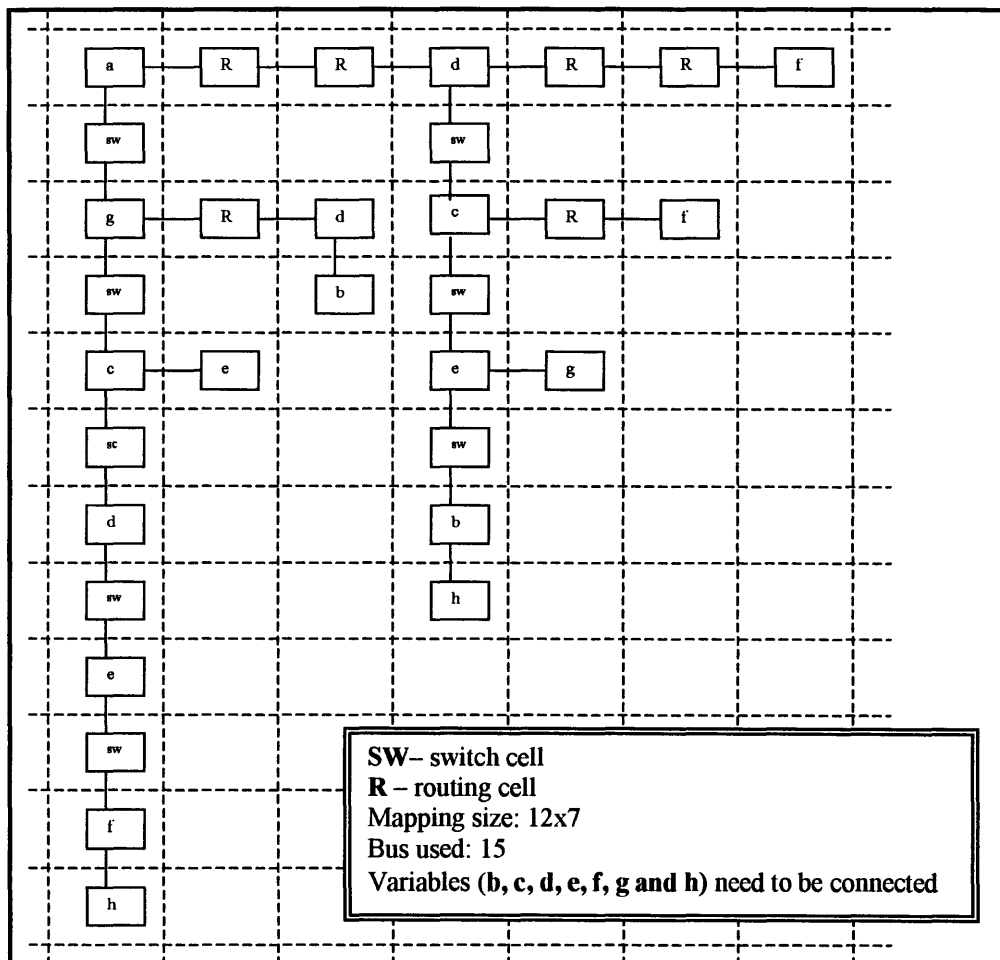 a R R d R R f
sw sw
g R d c R f
sw b sw
c e e g
sc sw
d b
sw h
e
sw
f
h
SW– switch cell
R – routing cell
Mapping size: 12x7
Bus used: 15
Variables (b, c, d, e, f, g and h) need to be connected